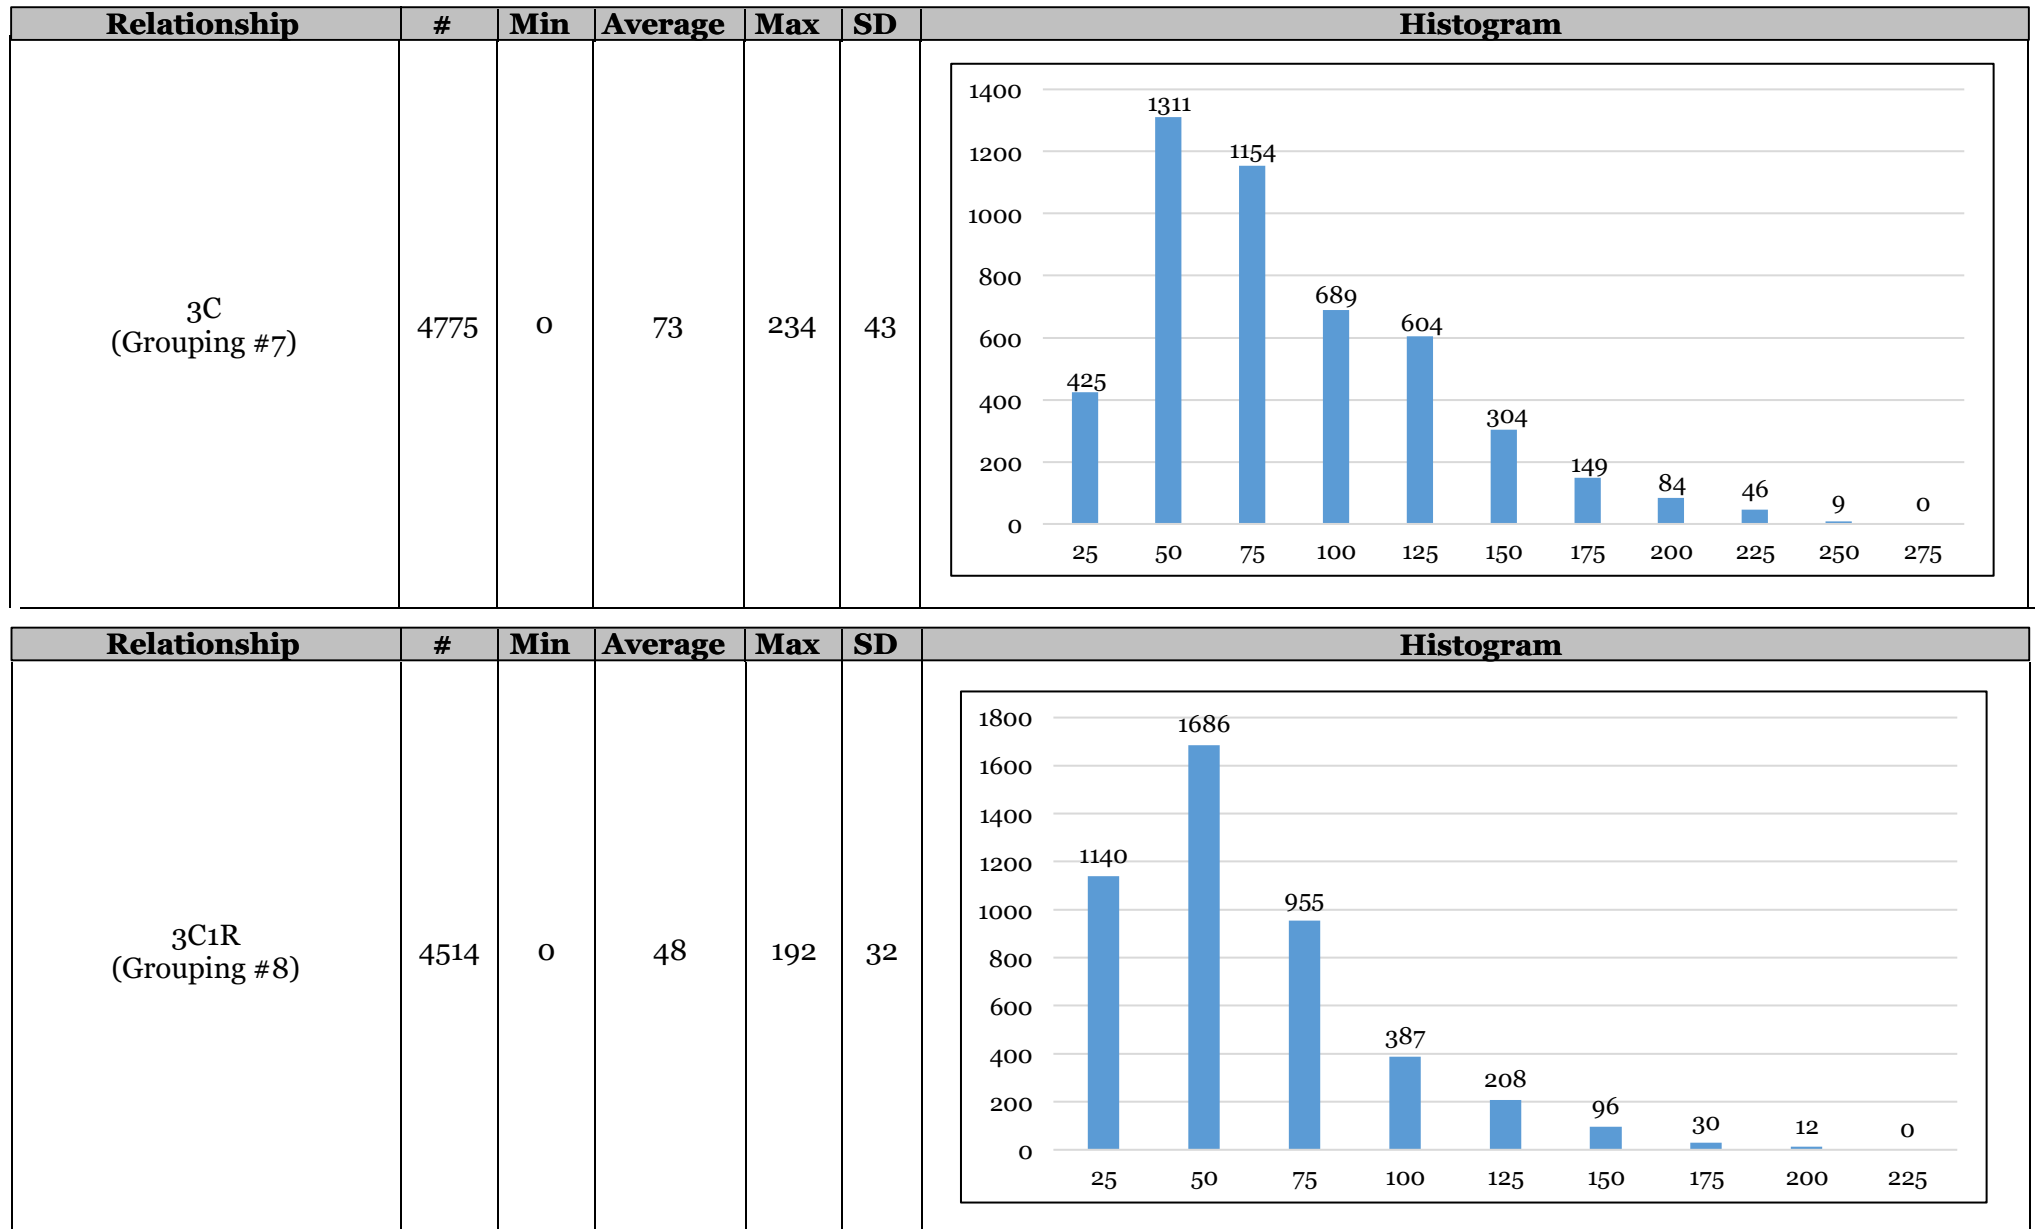 Relationship # Min Average Max SD Histogram
3C
(Grouping #7)
4775 0 73 234 43
1400
1200
1000
800
600
400
200
0
425 1311 1154 689 604 304 149 84 46 9 0
25 50 75 100 125 150 175 200 225 250 275
Relationship # Min Average Max SD Histogram
3C1R
(Grouping #8)
4514 0 48 192 32
1800
1600
1400
1200
1000
800
600
400
200
0
1140 1686 955 387 208 96 30 12 0
25 50 75 100 125 150 175 200 225